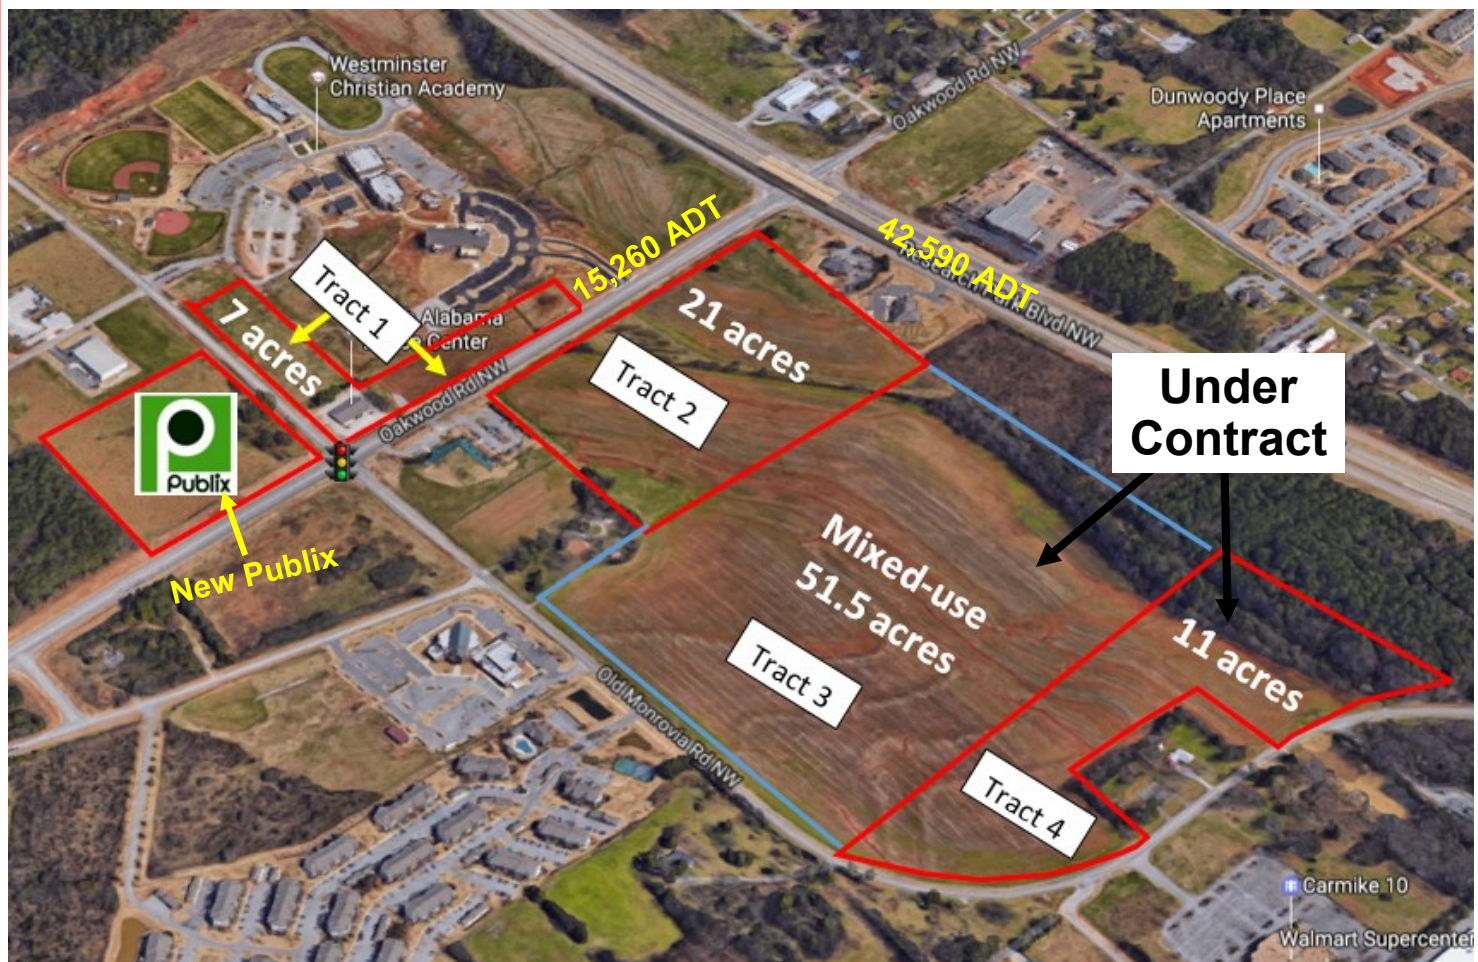 Westminster
Christian Academy
Oakwood Rd NW
Dunwoody Place
Apartments
15,260 ADT
42,590 ADT
Research Park Blvd NW
Tract 1
7 acres
Alabama
Center
21 acres
Tract 2
Oakwood Rd NW
Under
Contract
Publix
New Publix
Mixed-use
51.5 acres
Tract 3
11 acres
Old Monrovia Rd NW
Tract 4
Carmike 10
Walmart Supercenter